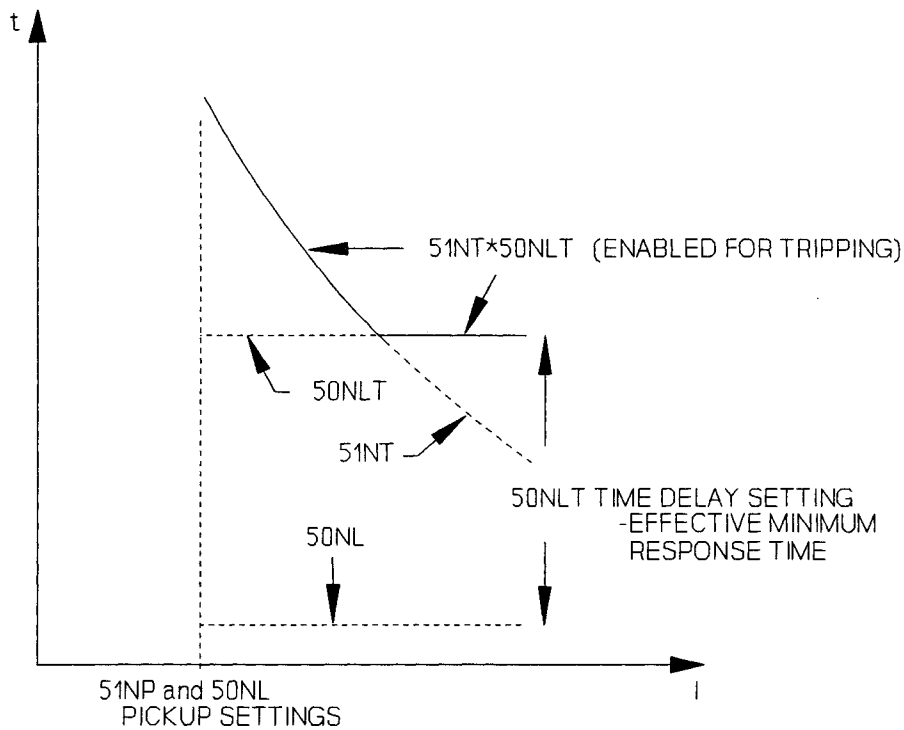 t
51NT*50NLT (ENABLED FOR TRIPPING)
50NLT
51NT
50NLT TIME DELAY SETTING
-EFFECTIVE MINIMUM
RESPONSE TIME
50NL
51NP and 50NL
PICKUP SETTINGS
I